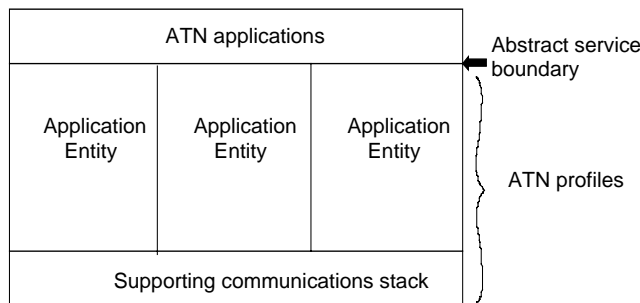 ATN applications
Abstract service
boundary
Application
Entity
Application
Entity
Application
Entity
ATN profiles
Supporting communications stack